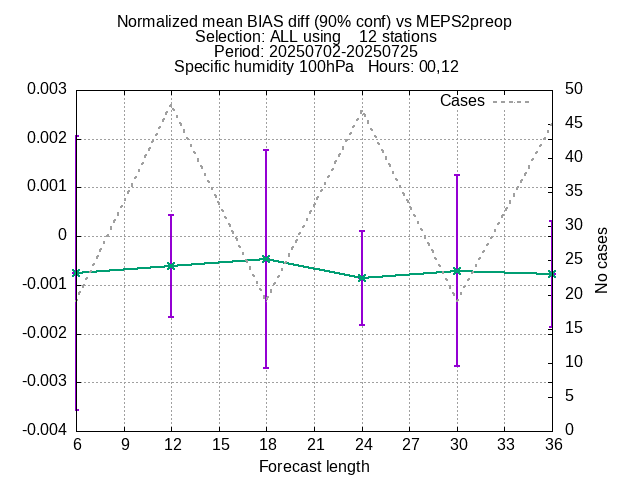 Normalized mean BIAS diff (90% conf) vs MEPS2preop
Selection: ALL using    12 stations
Period: 20250702-20250725
Specific humidity 100hPa   Hours: 00,12
Cases
0.003
0.002
0.001
0
-0.001
-0.002
-0.003
-0.004
50
45
40
35
30
25
20
15
10
5
0
No cases
6 9 12 15 18 21 24 27 30 33 36
Forecast length